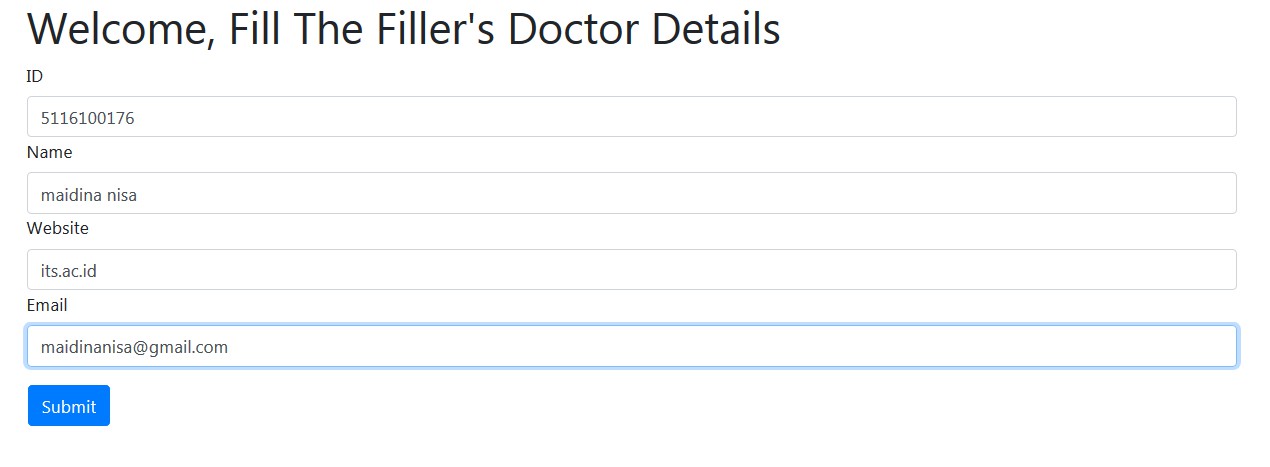 Welcome, Fill The Filler's Doctor Details
ID
5116100176
Name
maidina nisa
Website
its.ac.id
Email
maidinanisa@gmail.com
Submit